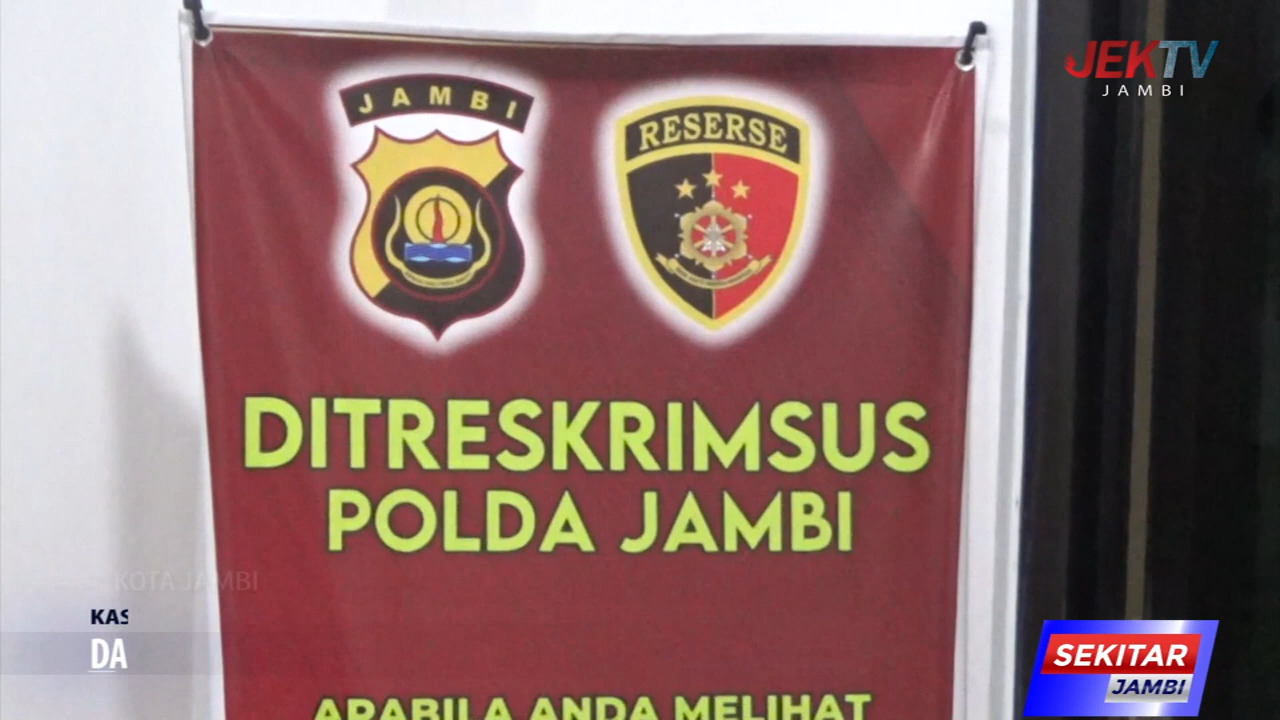 JEKTV
JAMBI
JAMBI
RESERSE
DITRESKRIMSUS
POLDA JAMBI
APABILA ANDA MELIHAT
KOTA JAMBI
KAS
DA
SEKITAR
JAMBI